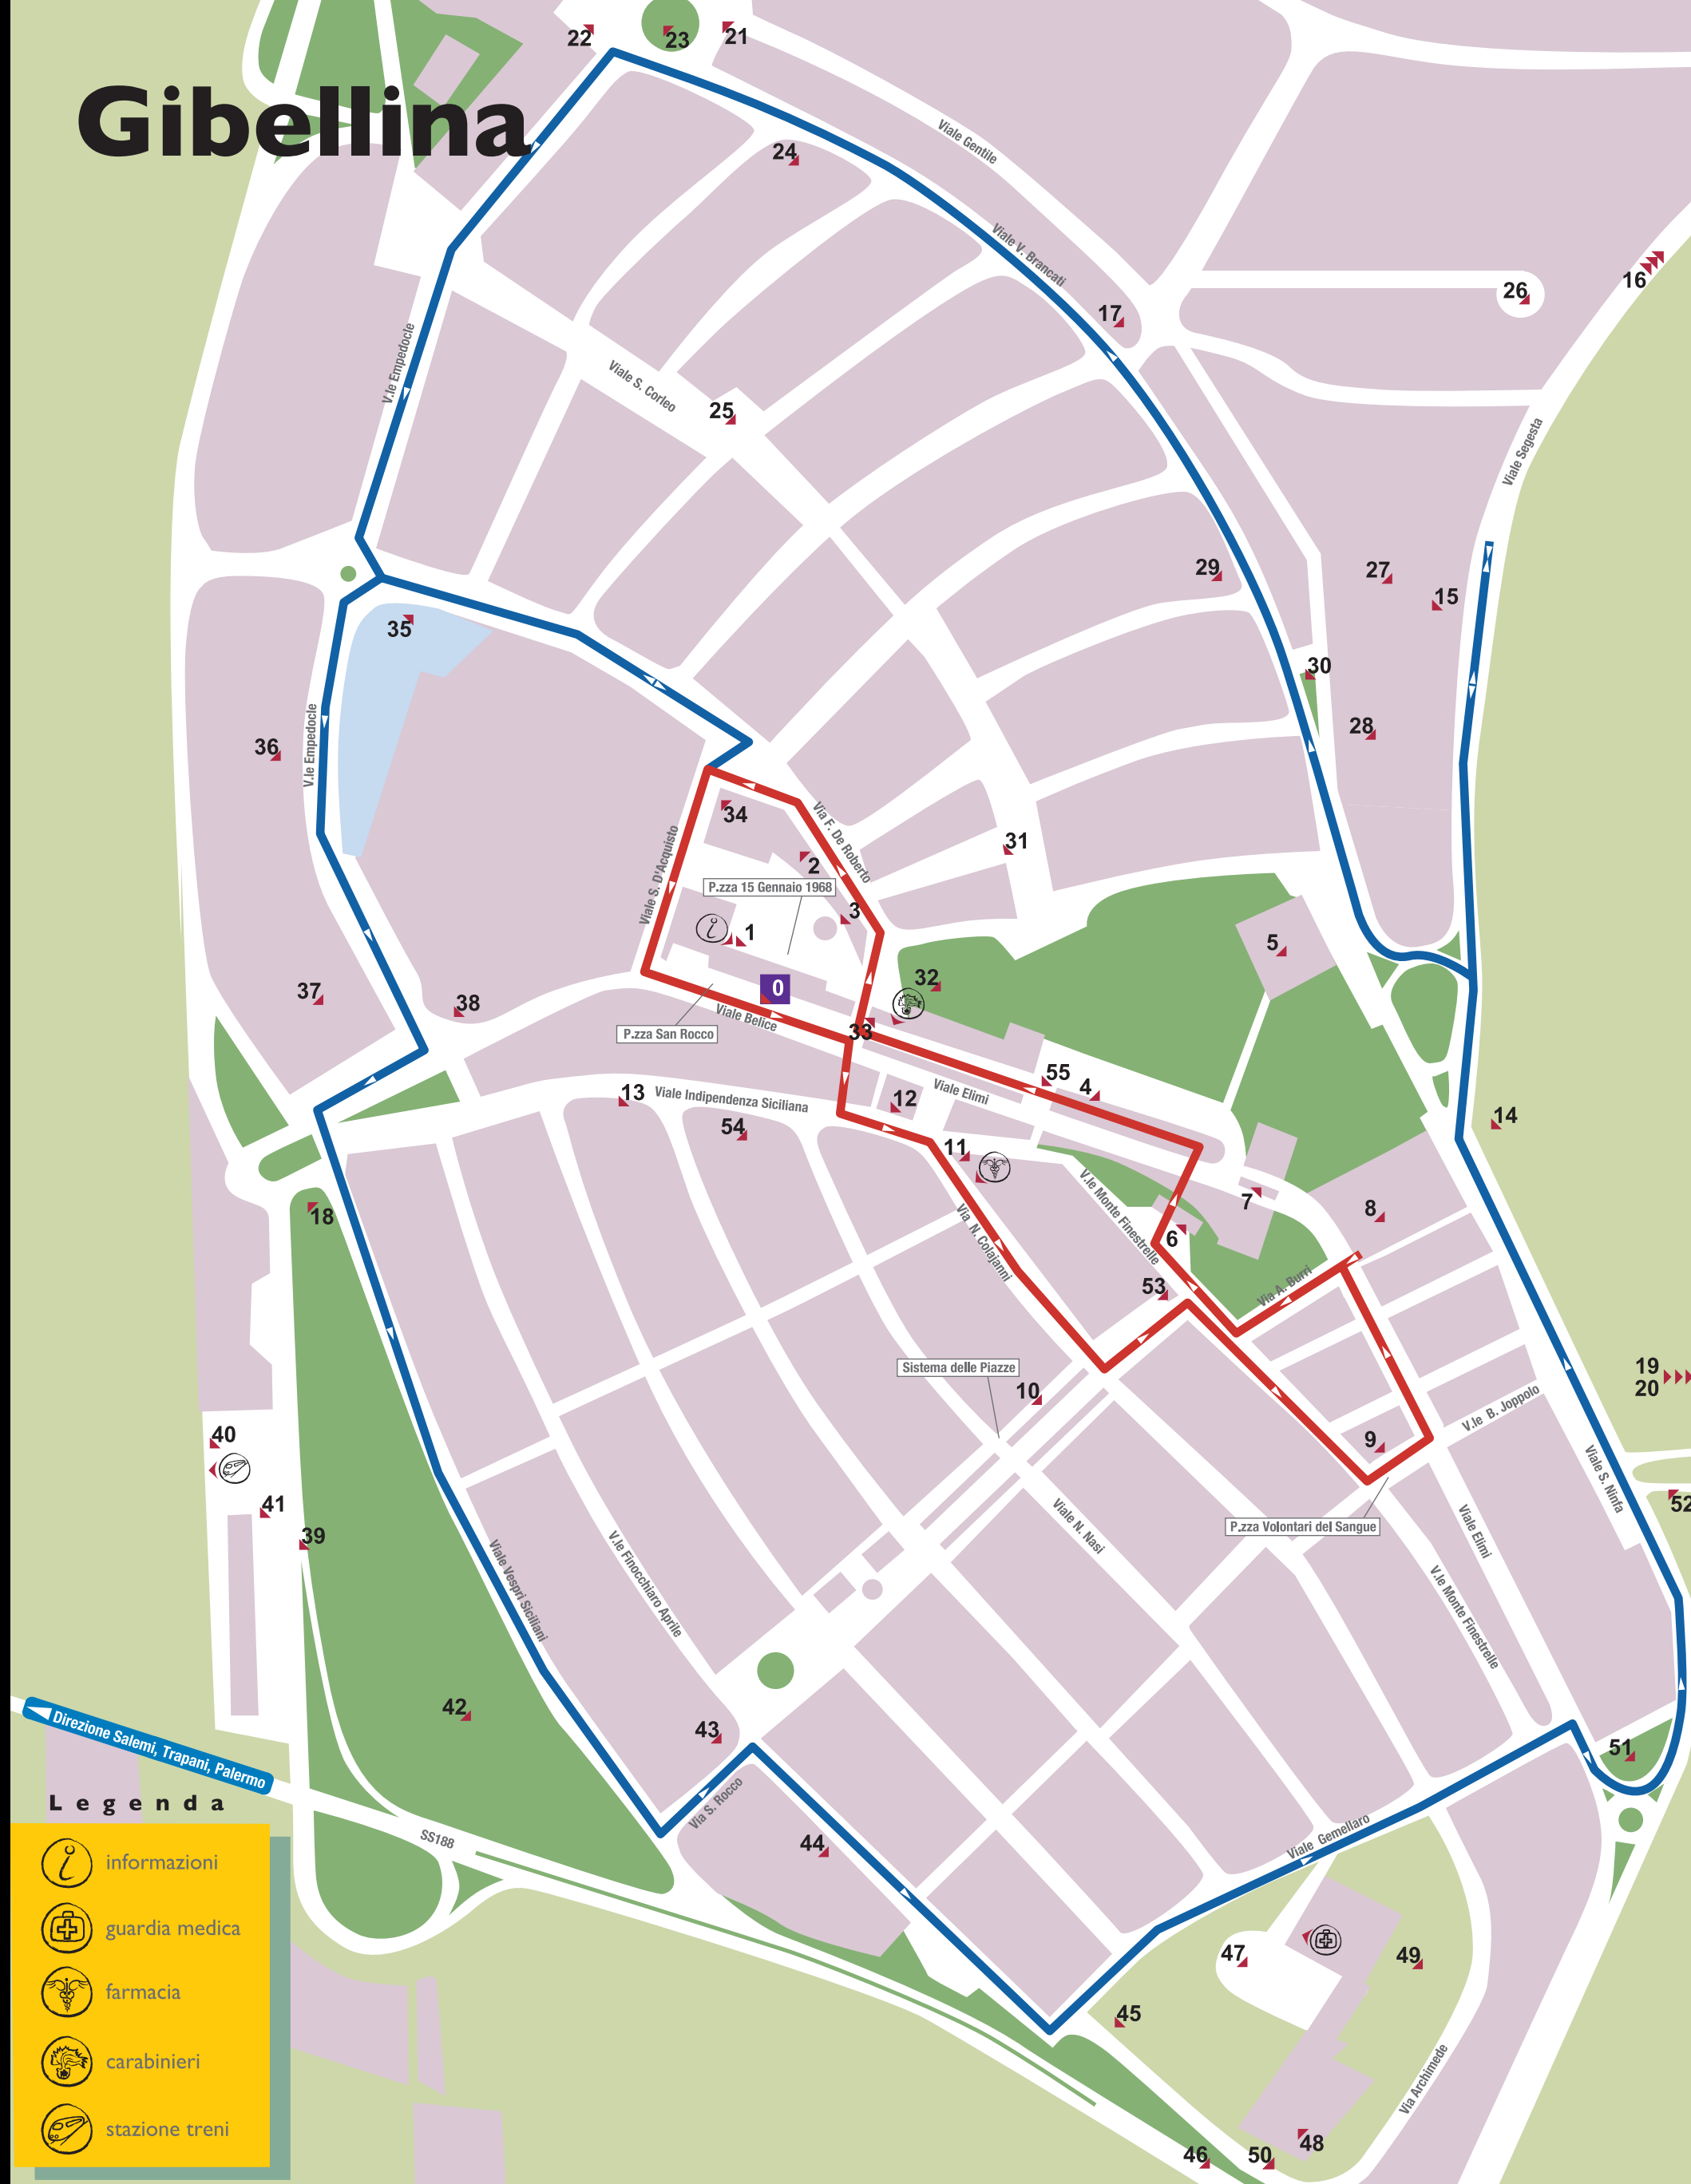 Gibellina
22
23
21
24
Viale Gentile
Viale V. Brancati
17
26
16
V.le Empedocle
Viale S. Corleo
25
Viale Segesta
29
27
15
35
30
28
36
V.le Empedocle
34
Via F. De Roberto
31
2
Viale S. D'Acquisto
P.zza 15 Gennaio 1968
3
1
5
37
38
0
32
Viale Belice
P.zza San Rocco
33
55
4
13
Viale Indipendenza Siciliana
12
Viale Elimi
14
54
11
V.le Monte Finestrelle
7
8
18
Via N. Colajanni
6
53
Via A. Burri
Sistema delle Piazze
10
19
20
V.le B. Joppolo
40
9
41
39
Viale N. Nasi
P.zza Volontari del Sangue
Viale Elimi
Viale S. Ninfa
52
Viale Vespri Siciliani
V.le Finocchiaro Aprile
V.le Monte Finestrelle
42
43
51
Direzione Salemi, Trapani, Palermo
Legenda
Via S. Rocco
SS188
44
Viale Gemellaro
informazioni
guardia medica
farmacia
carabinieri
stazione treni
47
49
45
Via Archimede
46
50
48